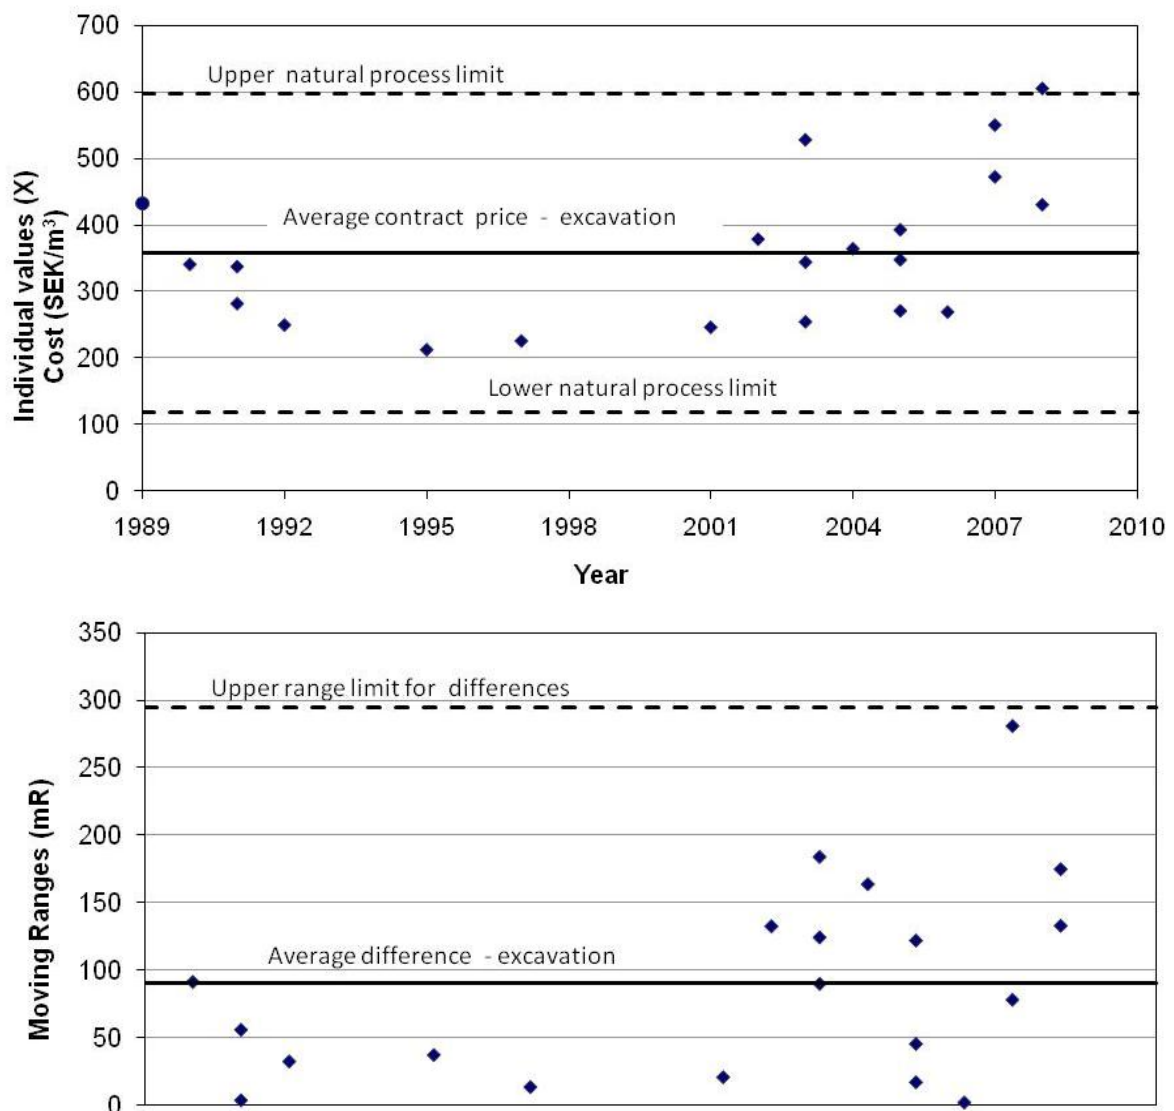 700
Upper natural process limit
600
500
Average contract price - excavation
400
300
200
Lower natural process limit
100
0
Individual values (X)
Cost (SEK/m³)
1989 1992 1995 1998 2001 2004 2007 2010
Year
350
Upper range limit for differences
300
250
200
150
Average difference - excavation
100
50
0
Moving Ranges (mR)